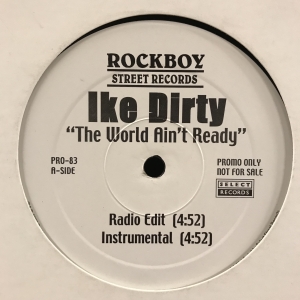 ROCKBOY
STREET RECORDS
Ike Dirty
"The World Ain't Ready"
PRO-83
A-SIDE
PROMO ONLY
NOT FOR SALE
SELECT
RECORDS
Radio Edit (4:52)
Instrumental (4:52)